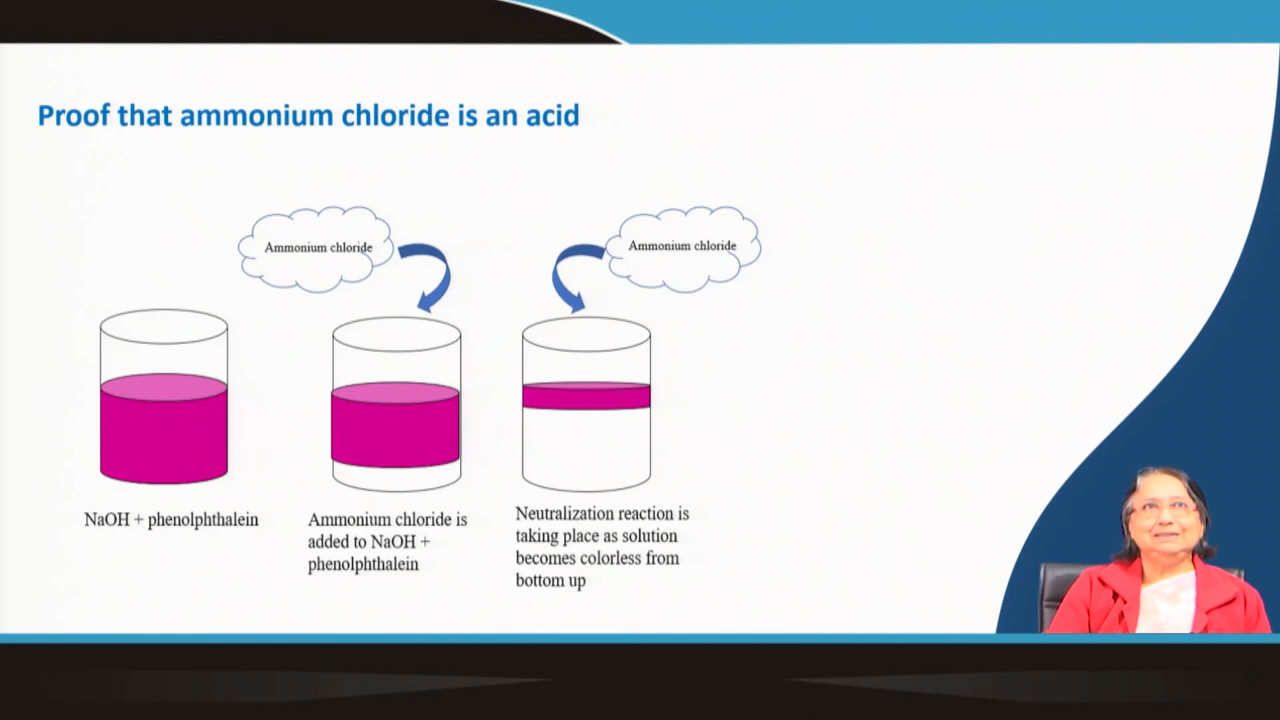 Proof that ammonium chloride is an acid
Ammonium chloride
Ammonium chloride
NaOH + phenolphthalein
Ammonium chloride is
added to NaOH +
phenolphthalein
Neutralization reaction is
taking place as solution
becomes colorless from
bottom up